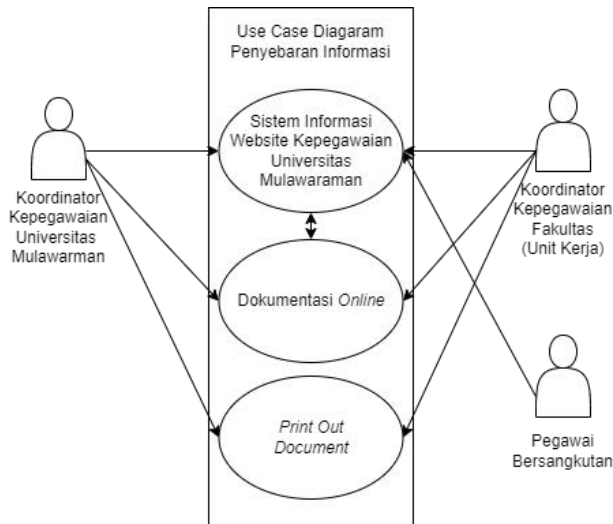 Use Case Diagaram
Penyebaran Informasi
Sistem Informasi
Website Kepegawaian
Universitas
Mulawaraman
Koordinator
Kepegawaian
Universitas
Mulawarman
Koordinator
Kepegawaian
Fakultas
(Unit Kerja)
Dokumentasi Online
Print Out
Document
Pegawai
Bersangkutan